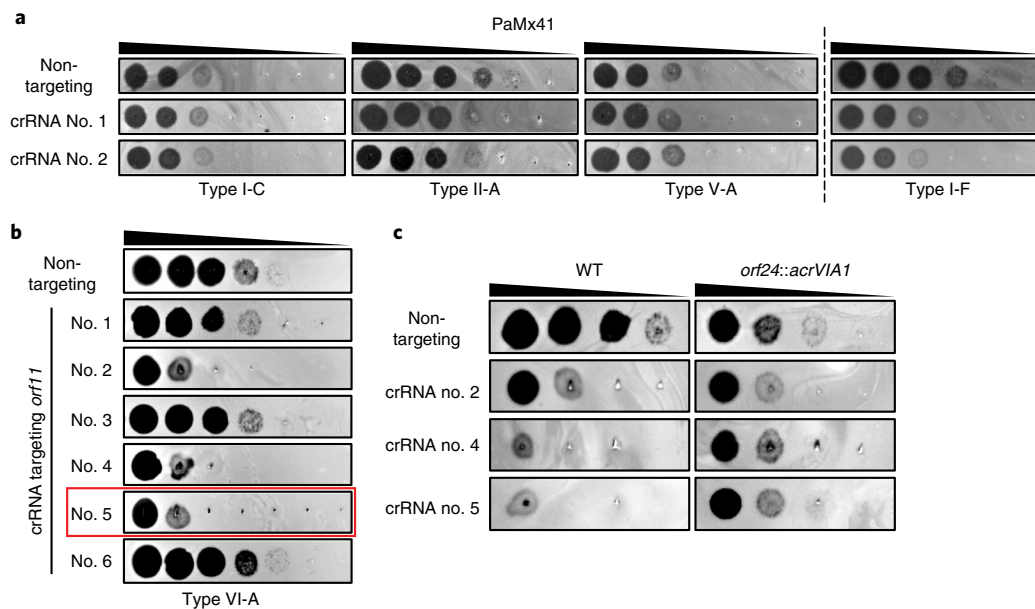 a
PaMx41
Non-
targeting
crRNA No. 1
crRNA No. 2
Type I-C
Type II-A
Type V-A
Type I-F
b
Non-
targeting
crRNA targeting orf11
No. 1
No. 2
No. 3
No. 4
No. 5
No. 6
Type VI-A
c
WT
orf24::acrVIA1
Non-
targeting
crRNA no. 2
crRNA no. 4
crRNA no. 5